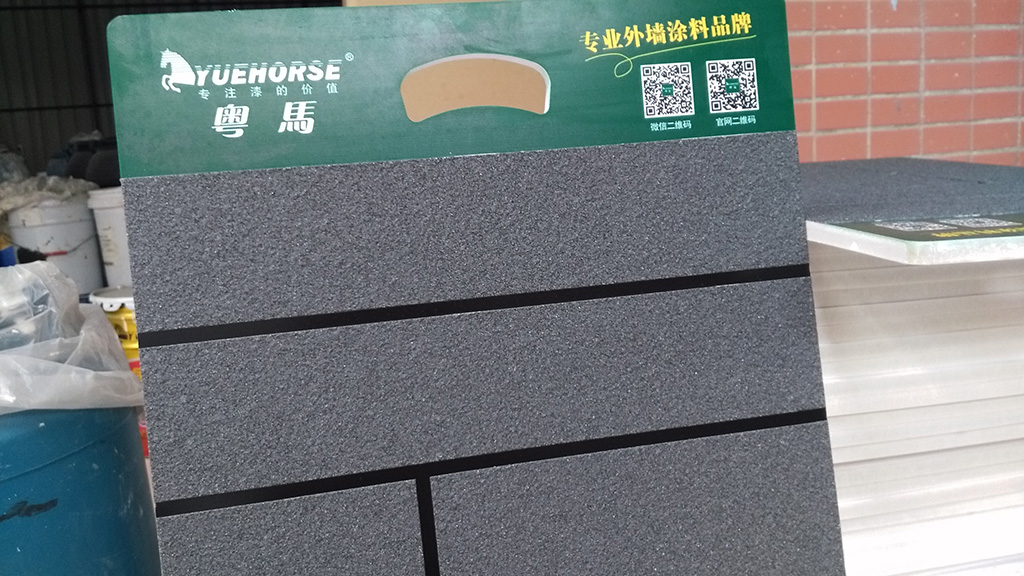 YUEHORSE®
专注漆的价值
粤馬
专业外墙涂料品牌
微信二维码
官网二维码